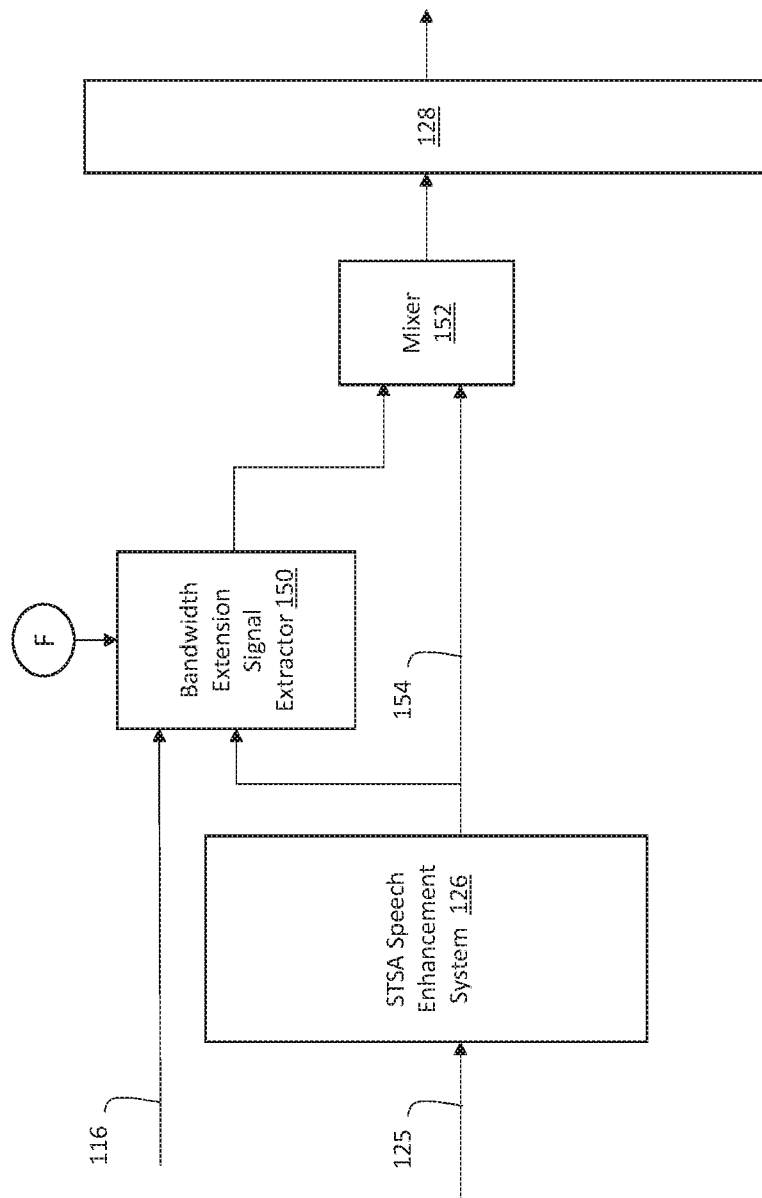 F
116
Bandwidth
Extension
Signal
Extractor 150
125
STSA Speech
Enhancement
System 126
154
Mixer
152
128